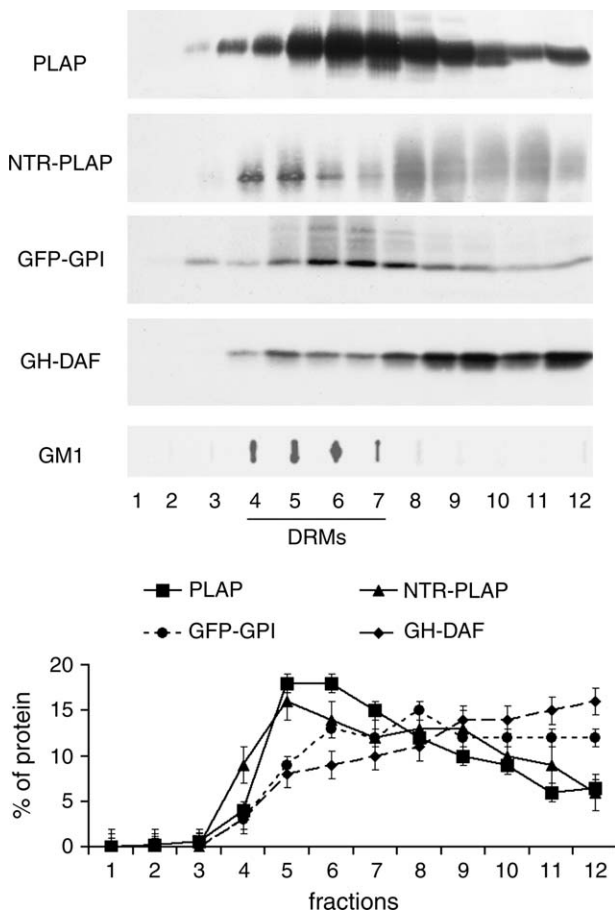 PLAP
NTR-PLAP
GFP-GPI
GH-DAF
GM1
1 2 3 4 5 6 7 8 9 10 11 12
DRMs
PLAP NTR-PLAP
GFP-GPI GH-DAF
20
15
10
5
0
% of protein
1 2 3 4 5 6 7 8 9 10 11 12
fractions